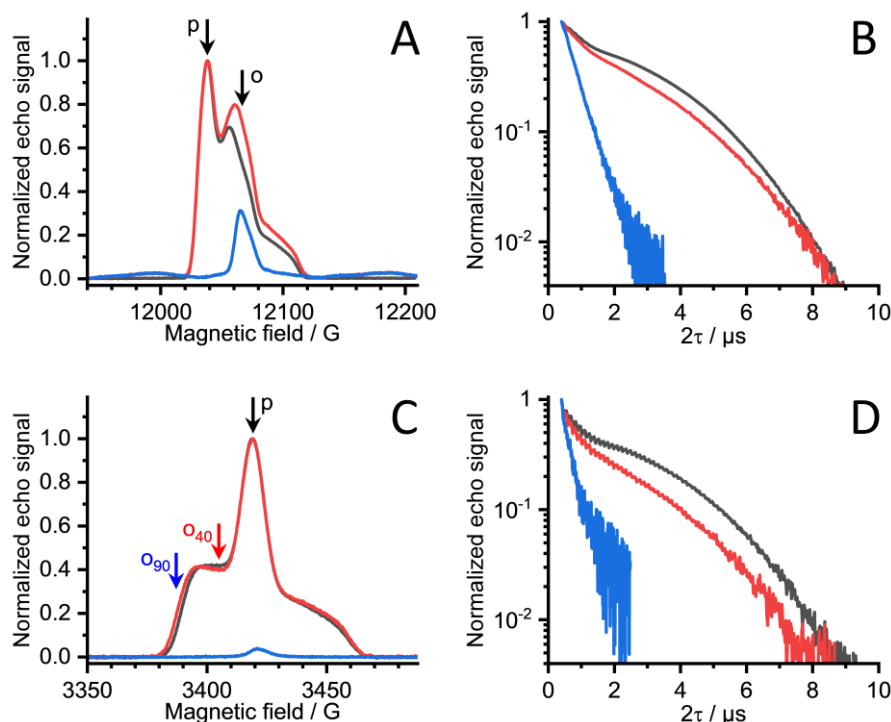 A
p
o
1.0
0.8
0.6
0.4
0.2
0.0
Normalized echo signal
12000
12100
12200
Magnetic field / G
B
1
10⁻¹
10⁻²
Normalized echo signal
0
2
4
6
8
10
2τ / µs
C
p
o₄₀
o₉₀
1.0
0.8
0.6
0.4
0.2
0.0
Normalized echo signal
3350
3400
3450
Magnetic field / G
D
1
10⁻¹
10⁻²
Normalized echo signal
0
2
4
6
8
10
2τ / µs